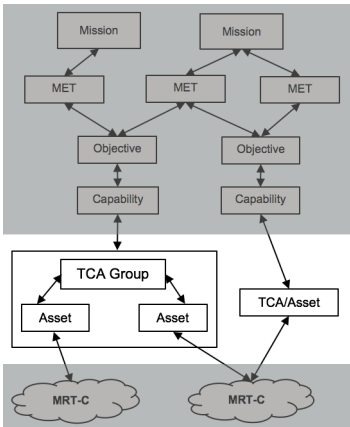 Mission
Mission
MET
MET
MET
Objective
Objective
Capability
Capability
TCA Group
Asset
Asset
TCA/Asset
MRT-C
MRT-C